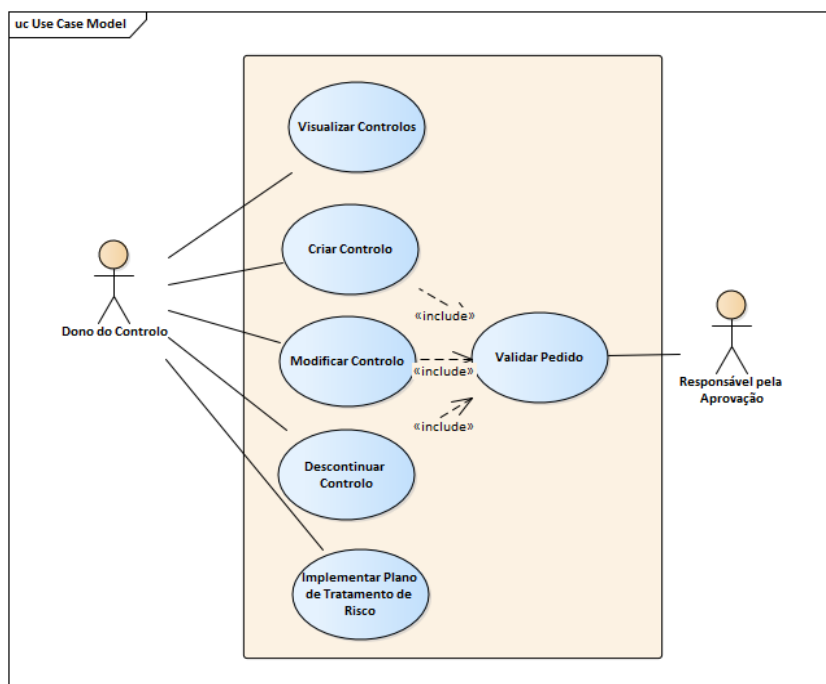 uc Use Case Model
Visualizar Controlos
Criar Controlo
«include»
Dono do Controlo
Modificar Controlo
«include»
Validar Pedido
Responsável pela
Aprovação
«include»
Descontinuar
Controlo
Implementar Plano
de Tratamento de
Risco